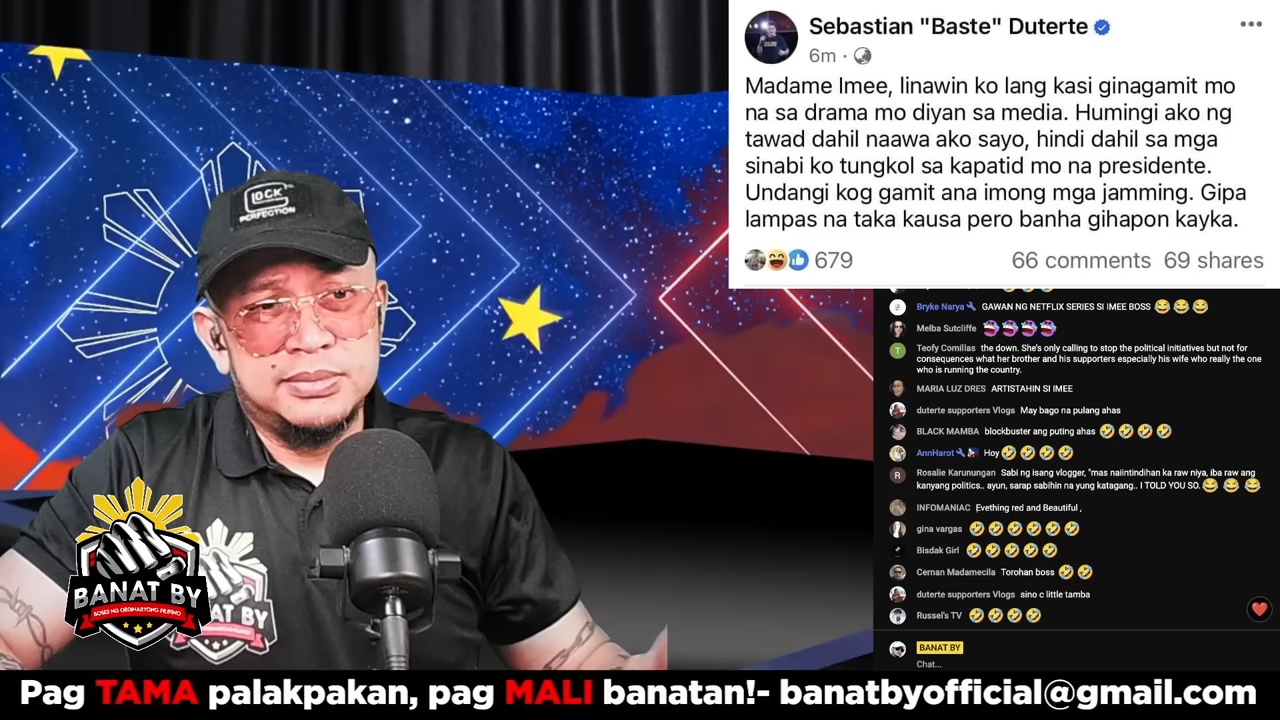 Sebastian "Baste" Duterte
6m ·
Madame Imee, linawin ko lang kasi ginagamit mo
na sa drama mo diyan sa media. Humingi ako ng
tawad dahil naawa ako sayo, hindi dahil sa mga
sinabi ko tungkol sa kapatid mo na presidente.
Undangi kog gamit ana imong mga jamming. Gipa
lampas na taka kausa pero banha gihapon kayka.
679 66 comments 69 shares
GLOCK
PERFECTION
Bryke Narya GAWAN NG NETFLIX SERIES SI IMEE BOSS
Melba Sutcliffe
T Teofy Comillas the down. She's only calling to stop the political initiatives but not for
consequences what her brother and his supporters especially his wife who really the one
who is running the country.
MARIA LUZ DRES ARTISTAHIN SI IMEE
duterte supporters Vlogs May bago na pulang ahas
BLACK MAMBA blockbuster ang puting ahas 🤣🤣🤣🤣
AnnHarot Hoy 🤣🤣🤣🤣
R Rosalie Karunungan Sabi ng isang vlogger, "mas naiintindihan ka raw niya, iba raw ang
kanyang politics.. ayun, sarap sabihin na yung katagang.. I TOLD YOU SO. 😂😂😂
INFOMANIAC Evething red and Beautiful ,
gina vargas 🤣🤣🤣🤣🤣🤣
Bisdak Girl 🤣🤣🤣🤣🤣
Cernan Madamecila Torohan boss 🤣🤣
duterte supporters Vlogs sino c little tamba
Russel's TV 🤣🤣🤣🤣
BANAT BY
Chat...
BANAT BY
BOSES NG ORDINARYONG PILIPINO
AT BY
Pag TAMA palakpakan, pag MALI banatan!- banatbyofficial@gmail.com